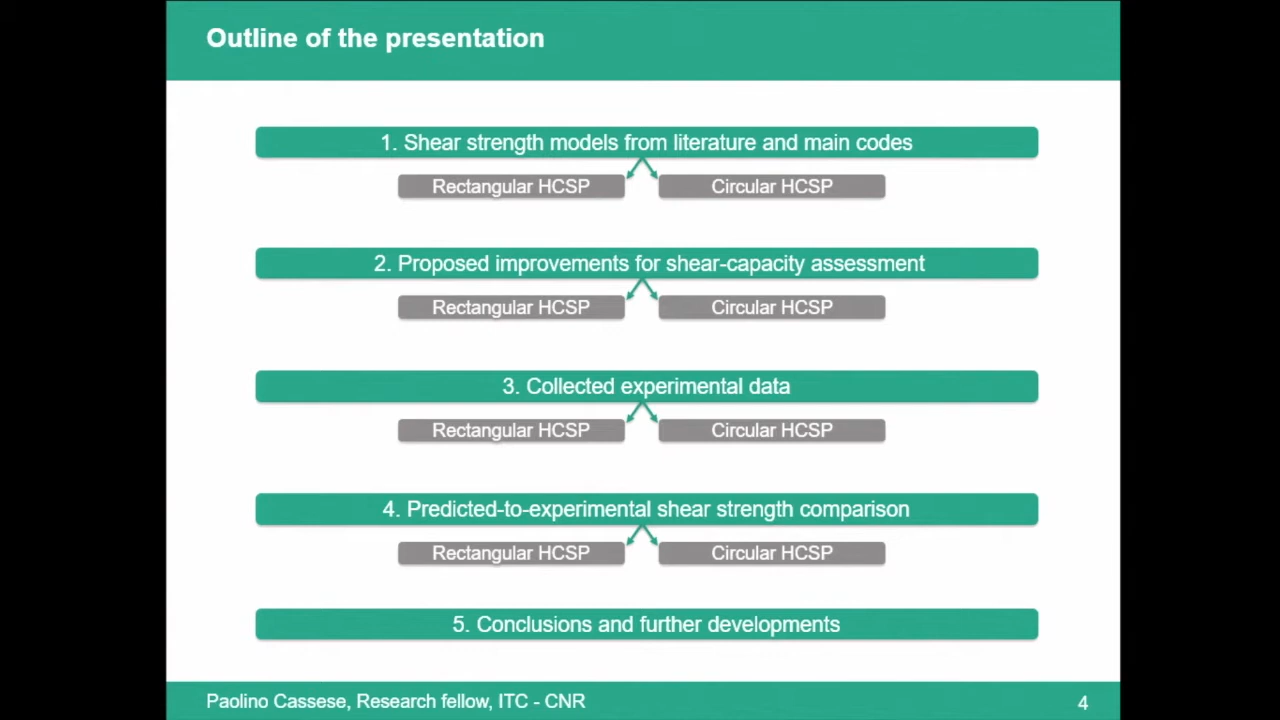 Outline of the presentation
1. Shear strength models from literature and main codes
Rectangular HCSP
Circular HCSP
2. Proposed improvements for shear-capacity assessment
Rectangular HCSP
Circular HCSP
3. Collected experimental data
Rectangular HCSP
Circular HCSP
4. Predicted-to-experimental shear strength comparison
Rectangular HCSP
Circular HCSP
5. Conclusions and further developments
Paolino Cassese, Research fellow, ITC - CNR
4